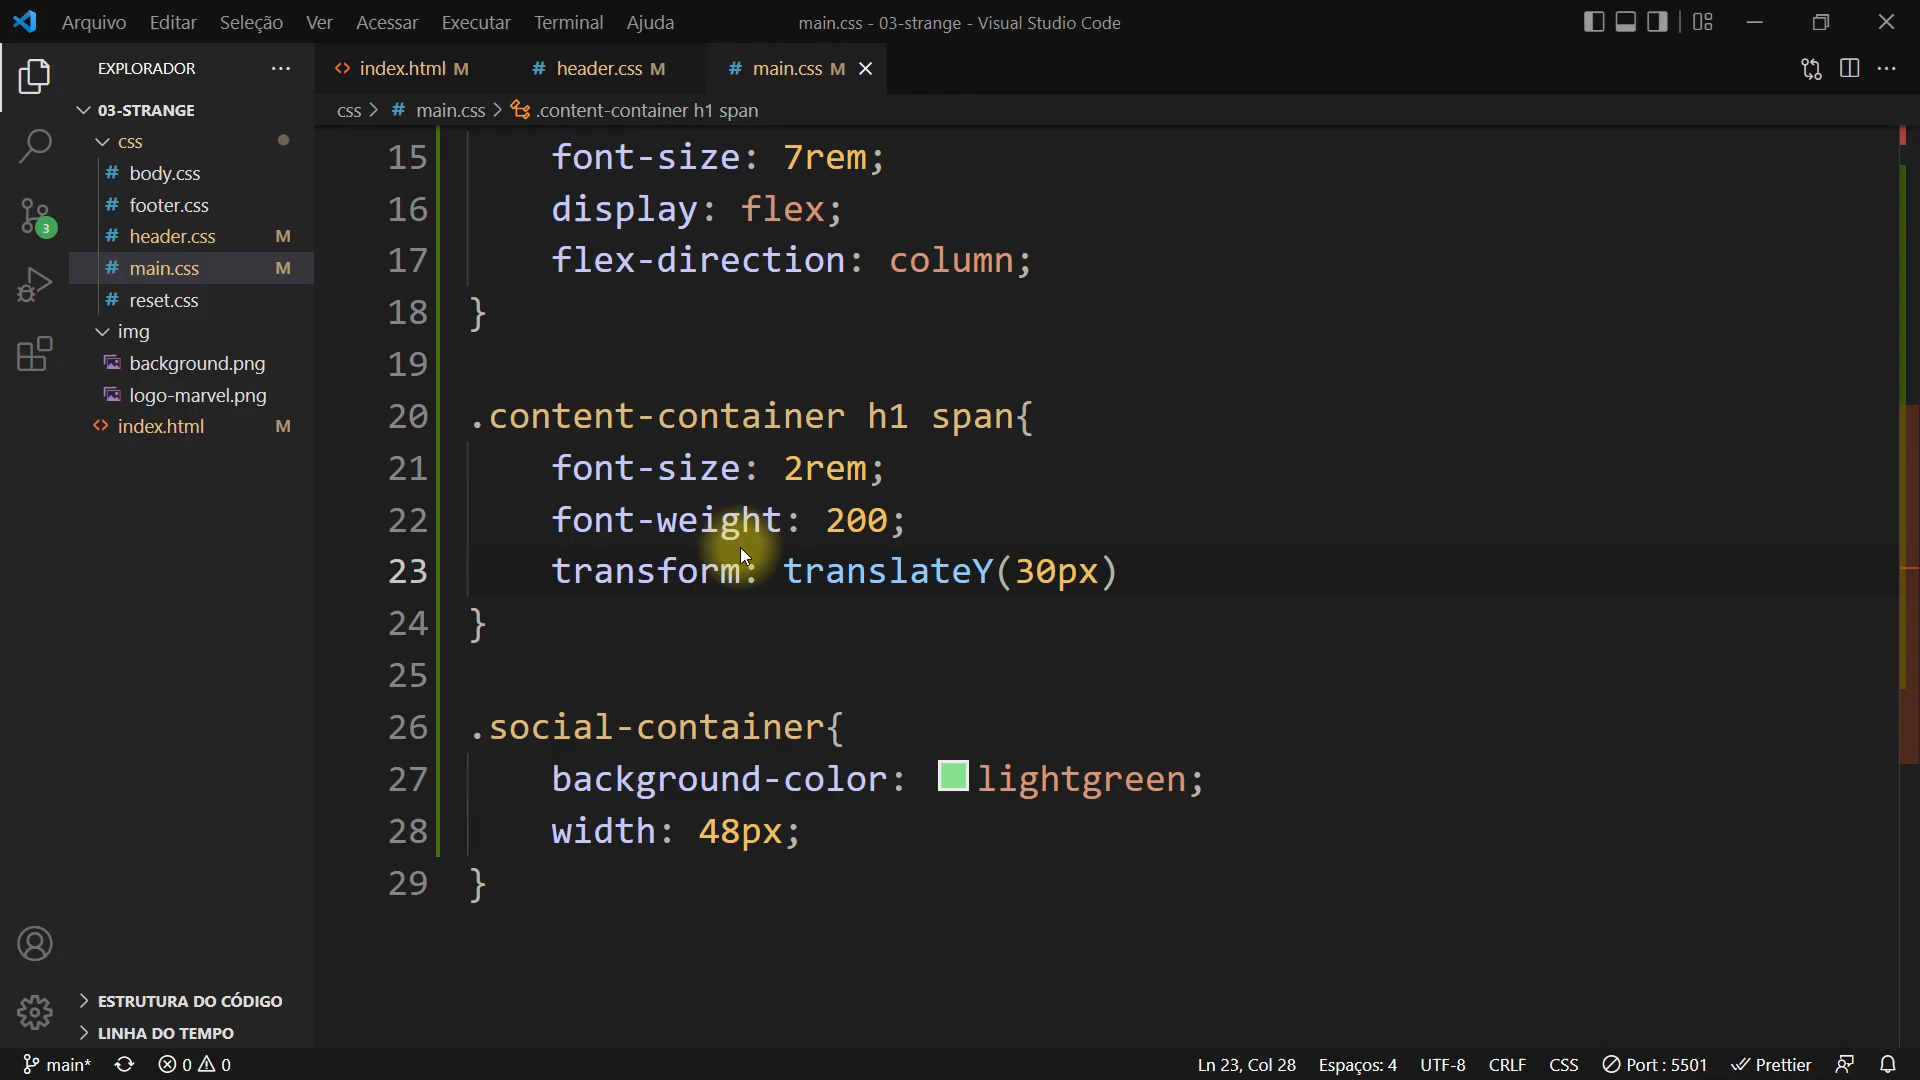 Arquivo Editar Seleção Ver Acessar Executar Terminal Ajuda main.css - 03-strange - Visual Studio Code
EXPLORADOR ··· <> index.html M # header.css M # main.css M ···
03-STRANGE
css > # main.css > .content-container h1 span
css
# body.css
# footer.css
# header.css M
# main.css M
# reset.css
img
background.png
logo-marvel.png
<> index.html M
3
15 font-size: 7rem;
16 display: flex;
17 flex-direction: column;
18 }
19
20 .content-container h1 span{
21 font-size: 2rem;
22 font-weight: 200;
23 transform: translateY(30px)
24 }
25
26 .social-container{
27 background-color: lightgreen;
28 width: 48px;
29 }
> ESTRUTURA DO CÓDIGO
> LINHA DO TEMPO
main* 0 0 Ln 23, Col 28 Espaços: 4 UTF-8 CRLF CSS Port : 5501 Prettier